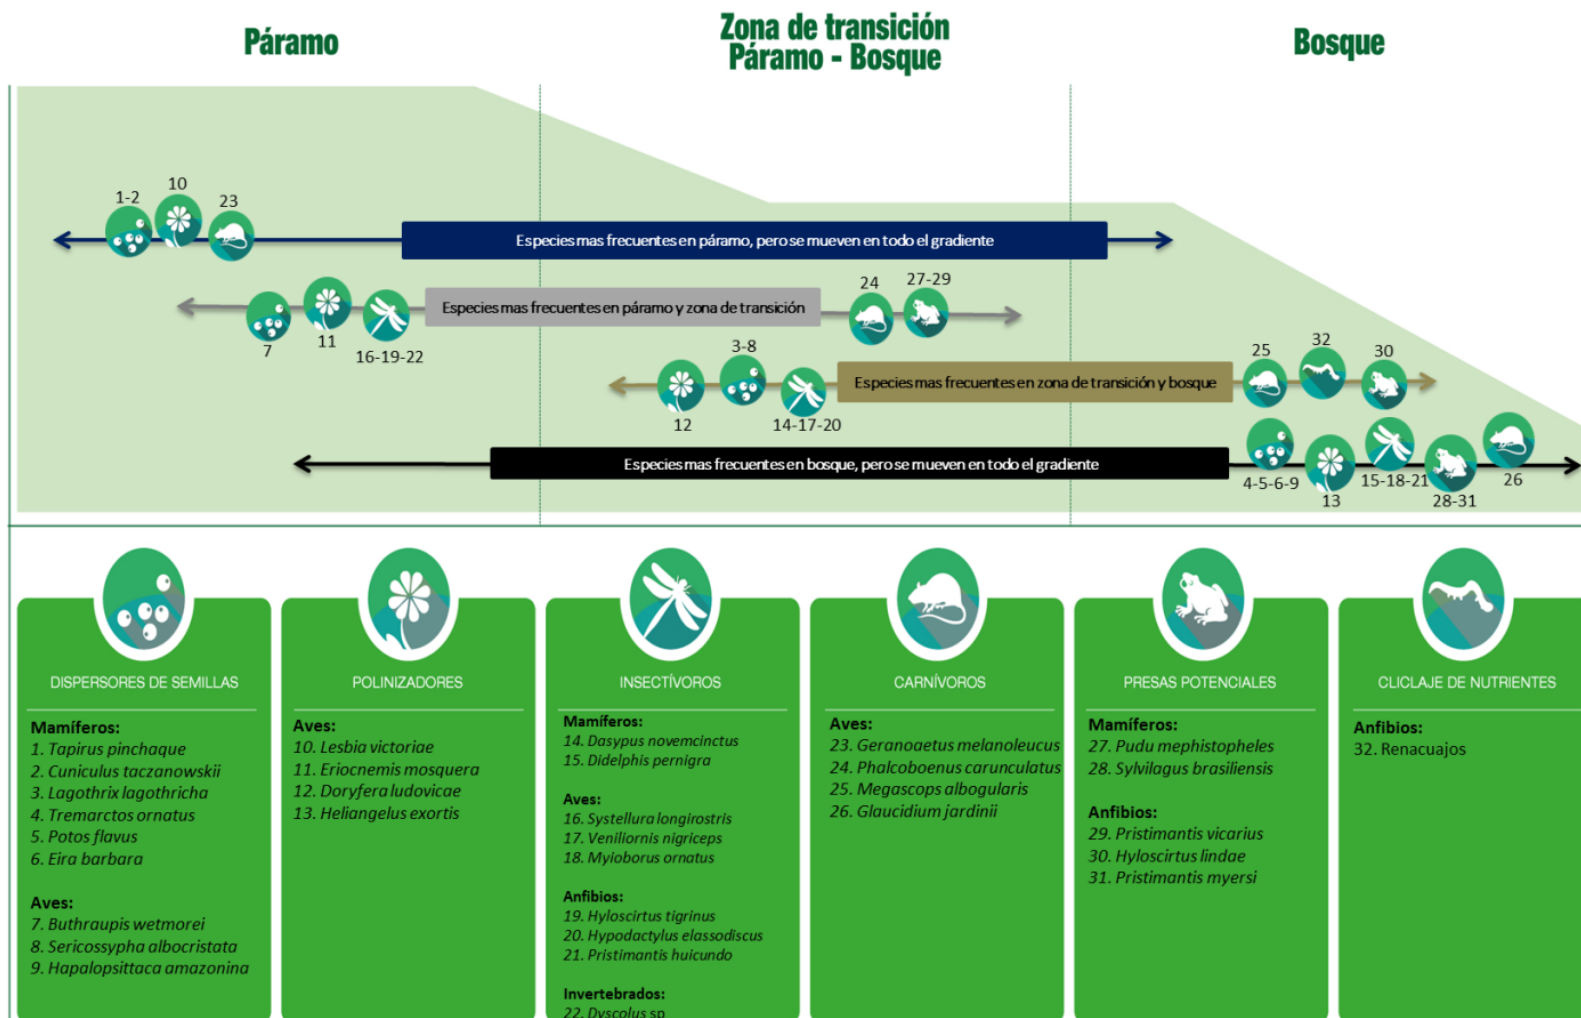 Páramo
Zona de transición
Páramo - Bosque
Bosque
1-2
10
23
Especies mas frecuentes en páramo, pero se mueven en todo el gradiente
7
11
16-19-22
Especies mas frecuentes en páramo y zona de transición
24
27-29
12
3-8
14-17-20
Especies mas frecuentes en zona de transición y bosque
25
32
30
Especies mas frecuentes en bosque, pero se mueven en todo el gradiente
4-5-6-9
13
15-18-21
28-31
26
DISPERSORES DE SEMILLAS
Mamíferos:
1. Tapirus pinchaque
2. Cuniculus taczanowskii
3. Lagothrix lagothricha
4. Tremarctos ornatus
5. Potos flavus
6. Eira barbara
Aves:
7. Buthraupis wetmorei
8. Sericossypha albocristata
9. Hapalopsittaca amazonina
POLINIZADORES
Aves:
10. Lesbia victoriae
11. Eriocnemis mosquera
12. Doryfera ludovicae
13. Heliangelus exortis
INSECTÍVOROS
Mamíferos:
14. Dasypus novemcinctus
15. Didelphis pernigra
Aves:
16. Systellura longirostris
17. Veniliornis nigriceps
18. Myioborus ornatus
Anfibios:
19. Hyloscirtus tigrinus
20. Hypodactylus elassodiscus
21. Pristimantis huicundo
Invertebrados:
22. Dyscolus sp
CARNÍVOROS
Aves:
23. Geranoaetus melanoleucus
24. Phalcoboenus carunculatus
25. Megascops albogularis
26. Glaucidium jardinii
PRESAS POTENCIALES
Mamíferos:
27. Pudu mephistopheles
28. Sylvilagus brasiliensis
Anfibios:
29. Pristimantis vicarius
30. Hyloscirtus lindae
31. Pristimantis myersi
CLICLAJE DE NUTRIENTES
Anfibios:
32. Renacuajos